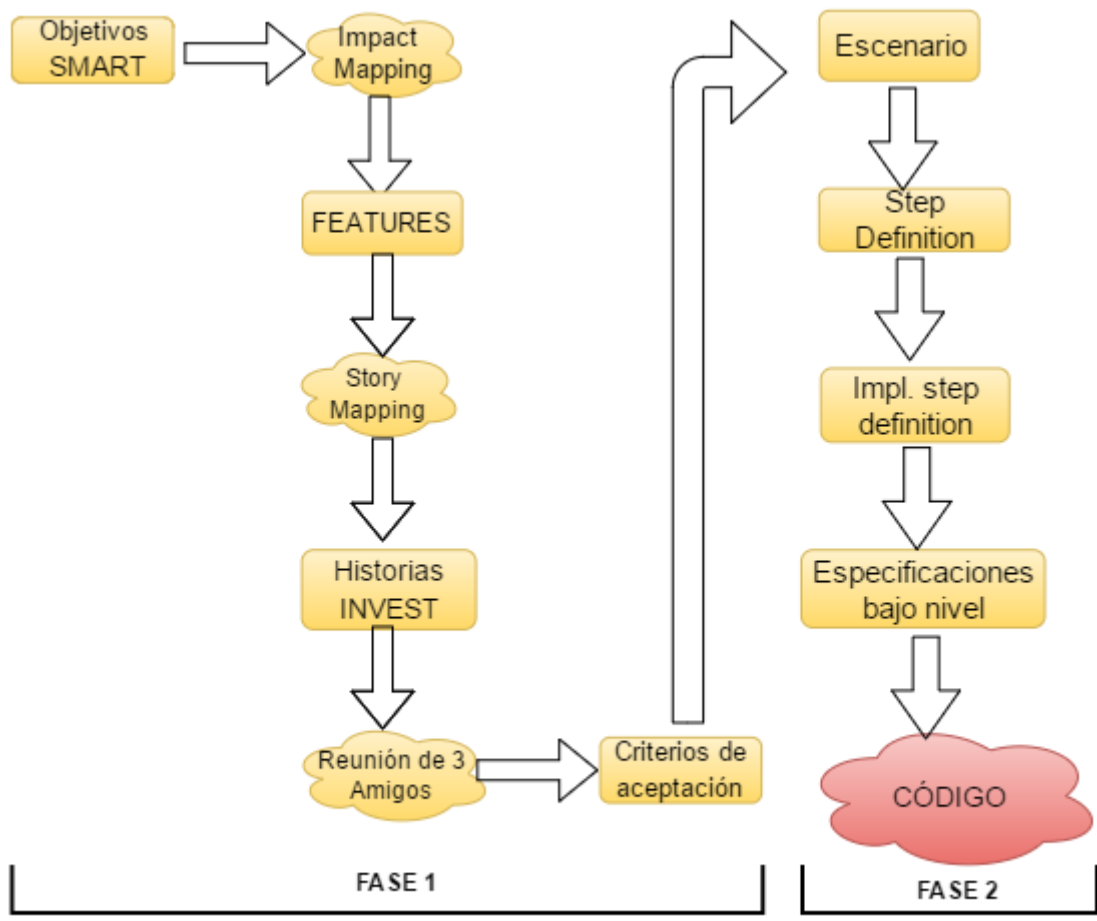 Objetivos
SMART
Impact
Mapping
FEATURES
Story
Mapping
Historias
INVEST
Reunión de 3
Amigos
Criterios de
aceptación
FASE 1
Escenario
Step
Definition
Impl. step
definition
Especificaciones
bajo nivel
CÓDIGO
FASE 2